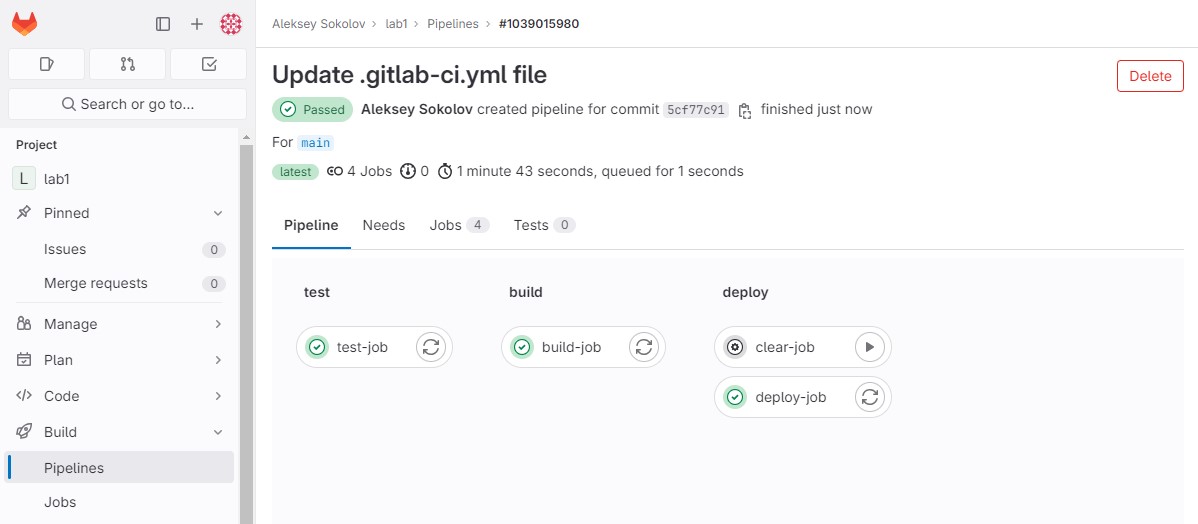 Aleksey Sokolov > lab1 > Pipelines > #1039015980
Search or go to...
Project
L lab1
Pinned
Issues 0
Merge requests 0
Manage
Plan
Code
Build
Pipelines
Jobs
Update .gitlab-ci.yml file
Delete
Passed Aleksey Sokolov created pipeline for commit 5cf77c91 finished just now
For main
latest 4 Jobs 0 1 minute 43 seconds, queued for 1 seconds
Pipeline Needs Jobs 4 Tests 0
test build deploy
test-job build-job clear-job
deploy-job